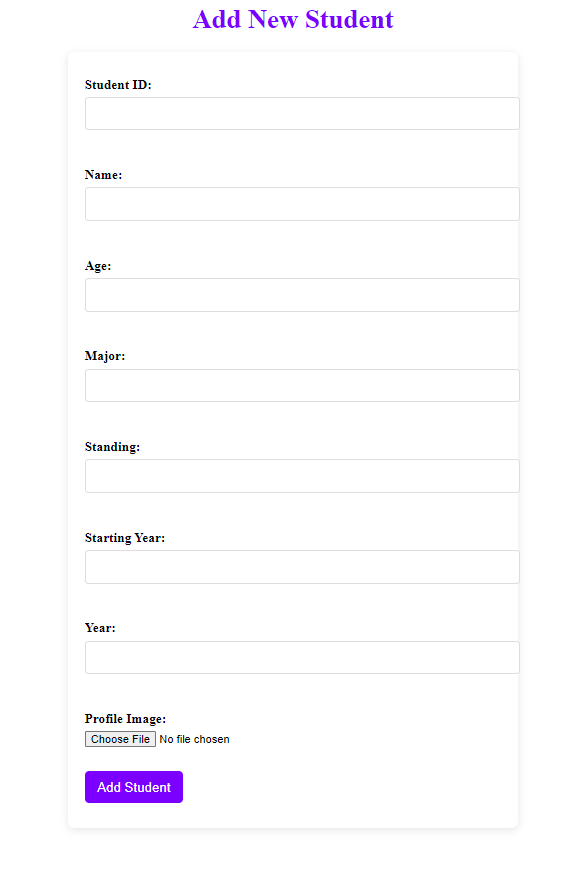 Add New Student
Student ID:
Name:
Age:
Major:
Standing:
Starting Year:
Year:
Profile Image:
Choose File No file chosen
Add Student